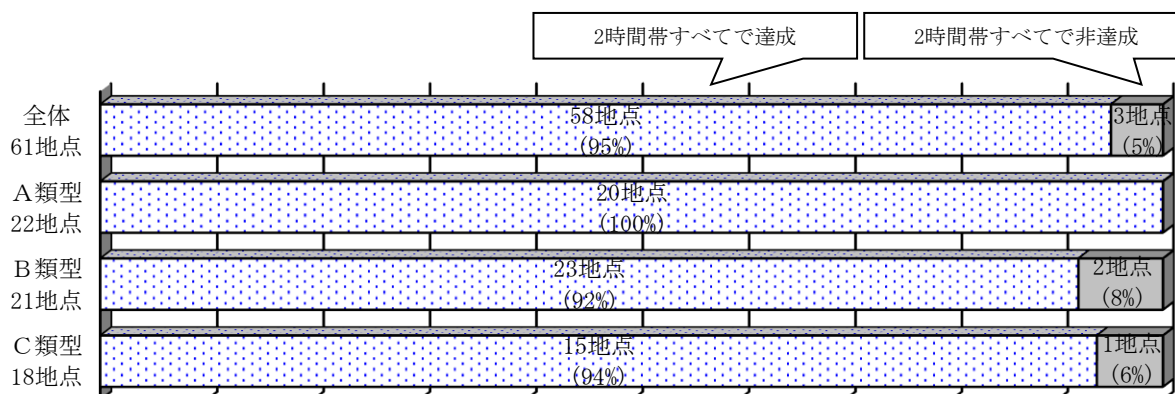 2時間帯すべてで達成
2時間帯すべてで非達成
全体
61地点
58地点
(95%)
3地点
(5%)
A類型
22地点
20地点
(100%)
B類型
21地点
23地点
(92%)
2地点
(8%)
C類型
18地点
15地点
(94%)
1地点
(6%)